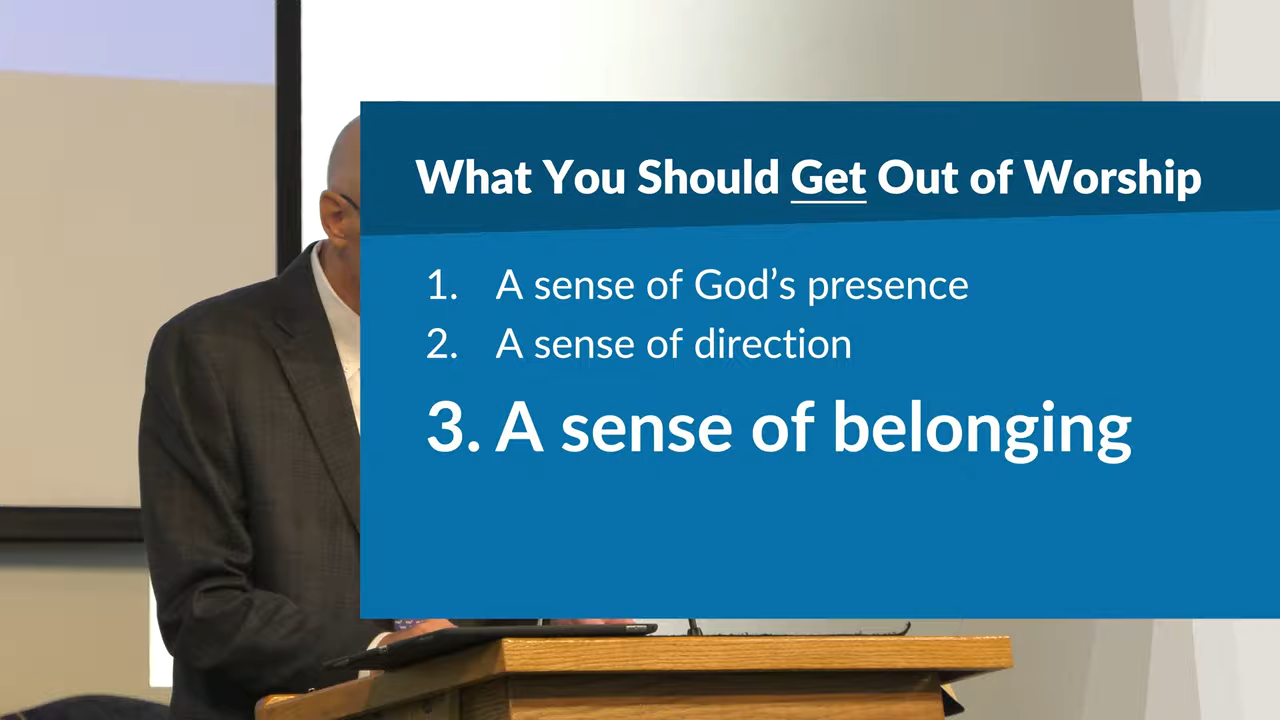 What You Should Get Out of Worship
1. A sense of God’s presence
2. A sense of direction
3. A sense of belonging